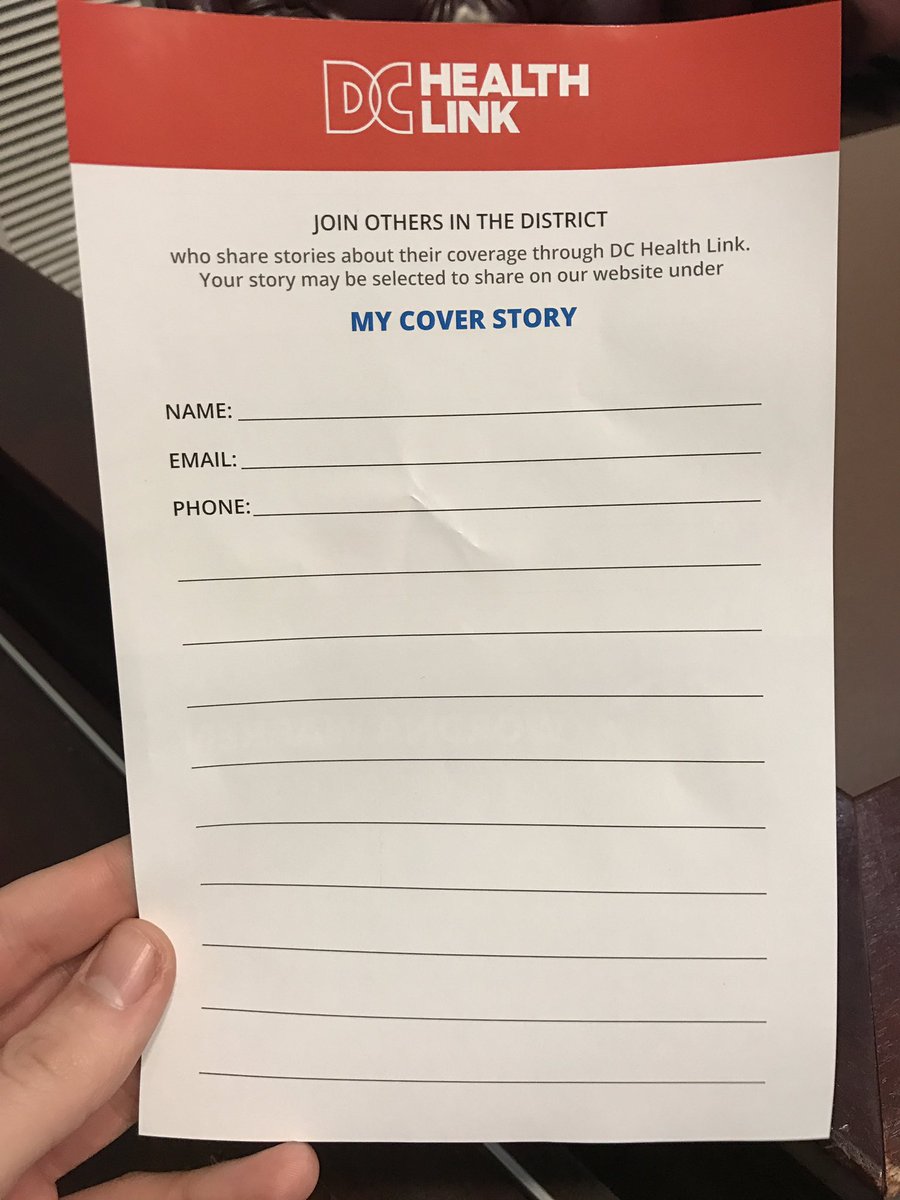 DC HEALTH
LINK
JOIN OTHERS IN THE DISTRICT
who share stories about their coverage through DC Health Link.
Your story may be selected to share on our website under
MY COVER STORY
NAME:
EMAIL:
PHONE: